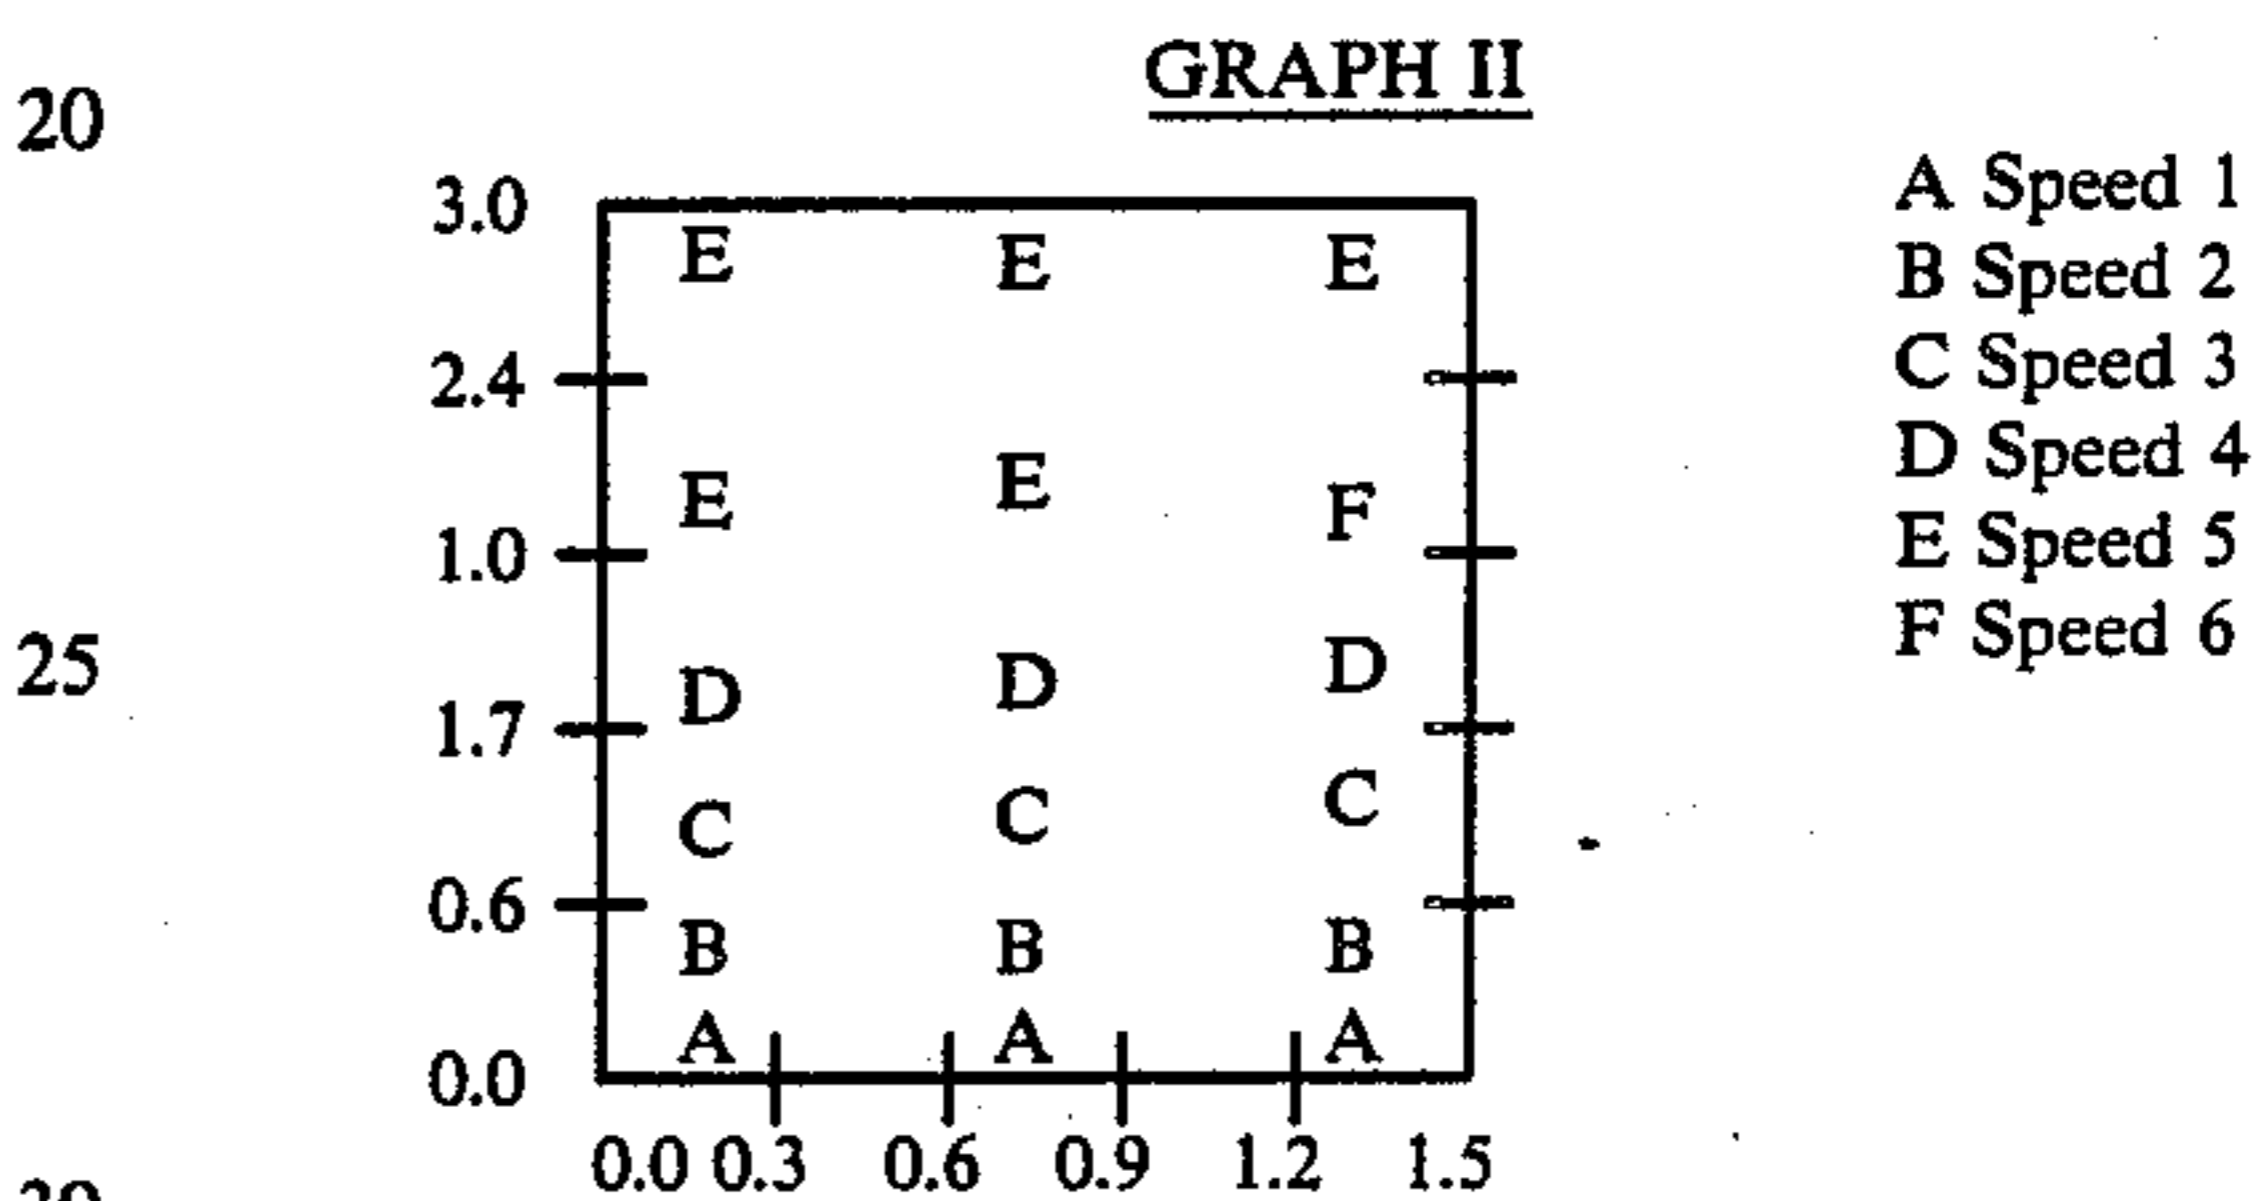 GRAPH II
20
A Speed 1
3.0
E E E
B Speed 2
C Speed 3
2.4
D Speed 4
E E F
E Speed 5
1.0
F Speed 6
25
D D D
1.7
C C C
0.6
B B B
A A A
0.0
0.0 0.3 0.6 0.9 1.2 1.5